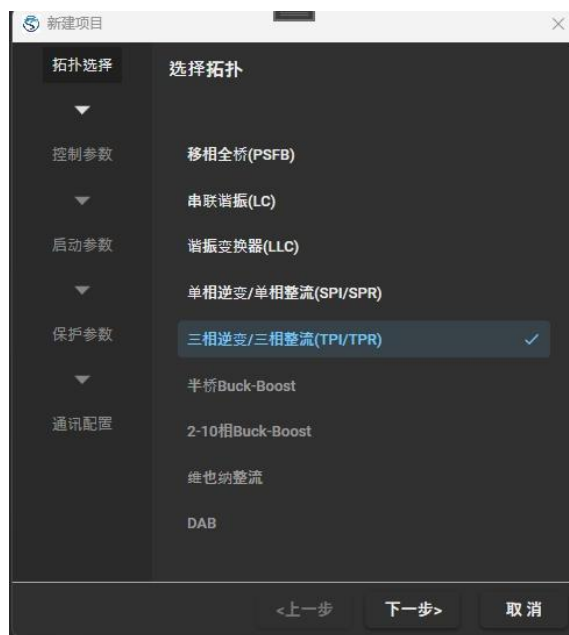 新建项目
拓扑选择
选择拓扑
控制参数
移相全桥(PSFB)
串联谐振(LC)
启动参数
谐振变换器(LLC)
单相逆变/单相整流(SPI/SPR)
保护参数
三相逆变/三相整流(TPI/TPR)
半桥Buck-Boost
通讯配置
2-10相Buck-Boost
维也纳整流
DAB
<上一步
下一步>
取消